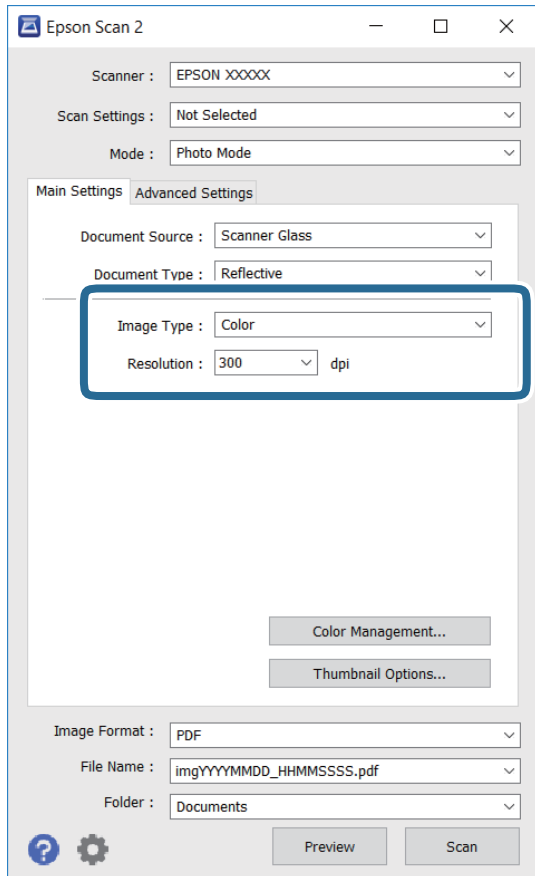 Epson Scan 2
Scanner : EPSON XXXXX
Scan Settings : Not Selected
Mode : Photo Mode
Main Settings Advanced Settings
Document Source : Scanner Glass
Document Type : Reflective
Image Type : Color
Resolution : 300 dpi
Color Management...
Thumbnail Options...
Image Format : PDF
File Name : imgYYYYMMDD_HHMMSSSS.pdf
Folder : Documents
? Preview Scan